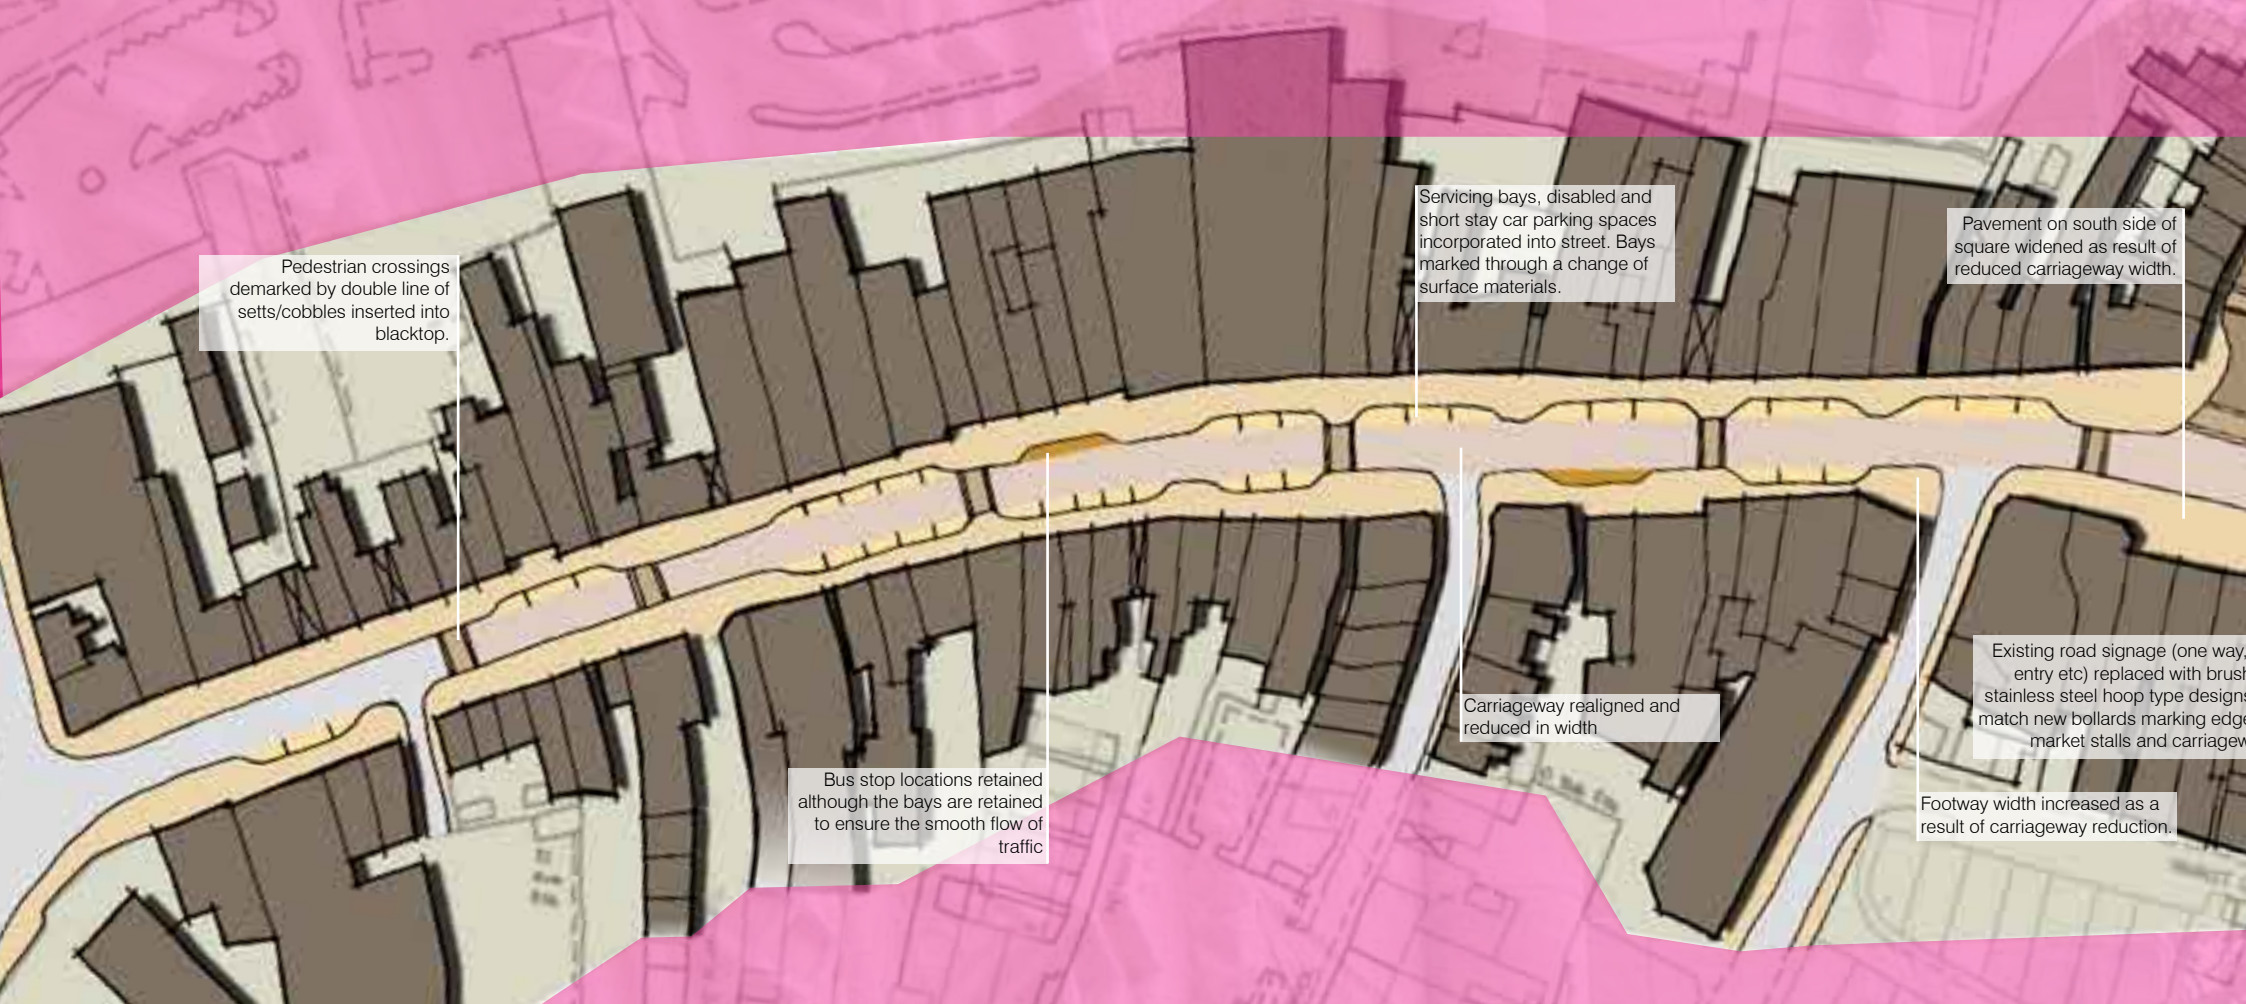 Servicing bays, disabled and
short stay car parking spaces
incorporated into street. Bays
marked through a change of
surface materials.
Pavement on south side of
square widened as result of
reduced carriageway width.
Pedestrian crossings
demarked by double line of
setts/cobbles inserted into
blacktop.
Existing road signage (one way,
entry etc) replaced with brush
stainless steel hoop type designs
match new bollards marking edge
market stalls and carriagew
Carriageway realigned and
reduced in width
Bus stop locations retained
although the bays are retained
to ensure the smooth flow of
traffic
Footway width increased as a
result of carriageway reduction.